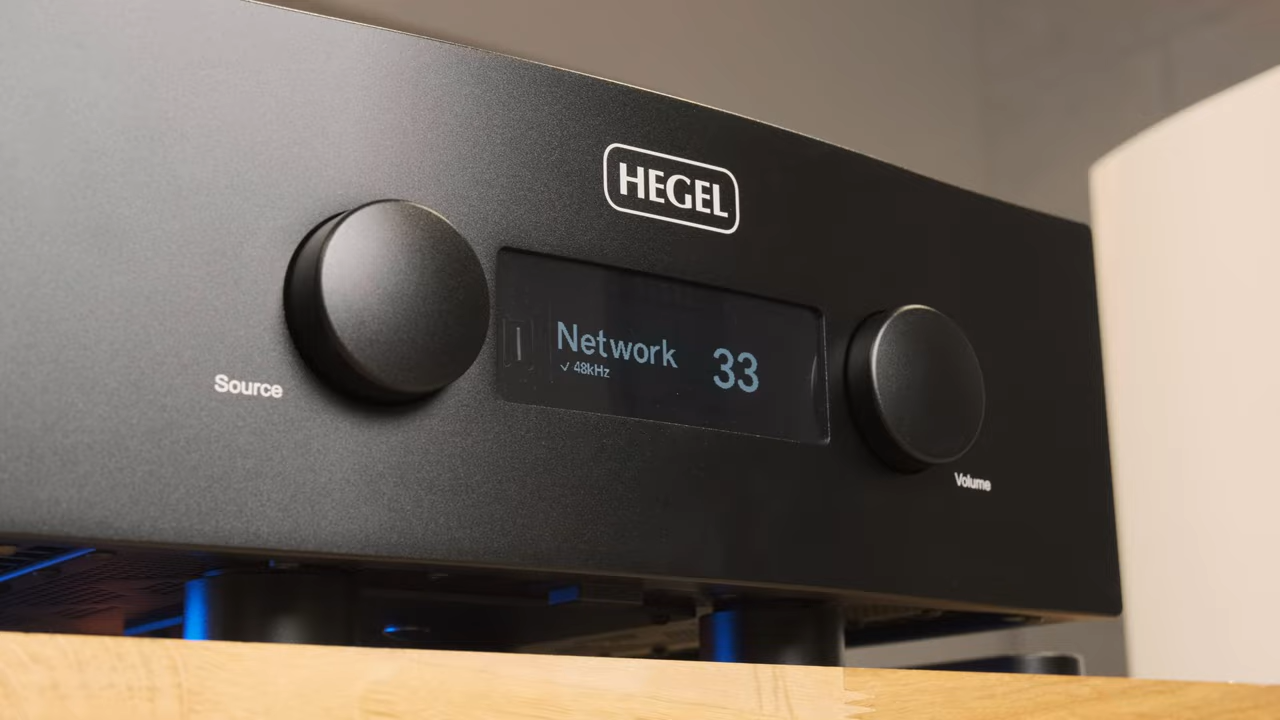 HEGEL
Network 33
✓ 48kHz
Source
Volume